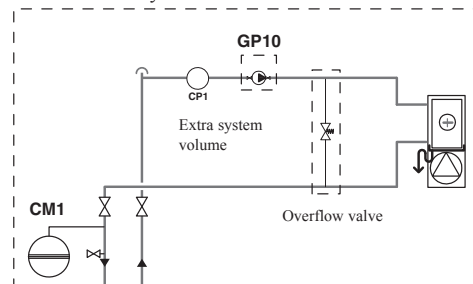 GP10
CP1
Extra system
volume
CM1
Overflow valve